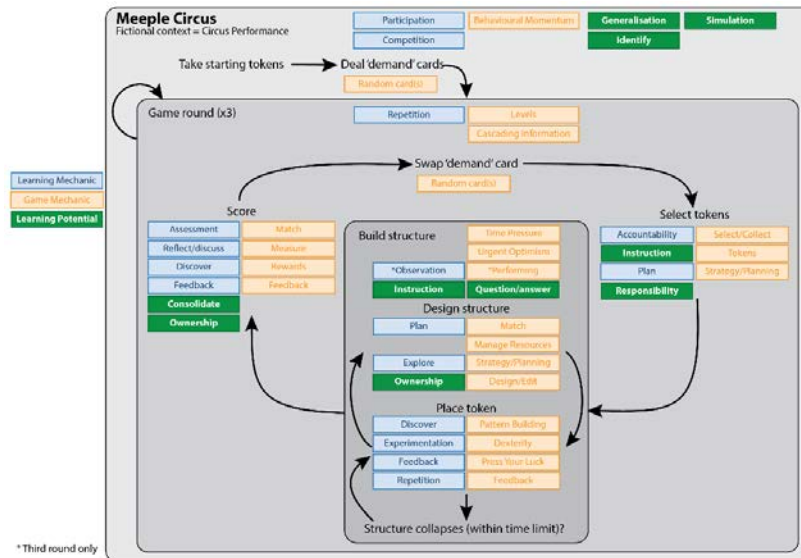 Meeple Circus
Fictional context = Circus Performance
Participation
Behavioural Momentum
Generalisation
Simulation
Competition
Identify
Take starting tokens
Deal 'demand' cards
Random card(s)
Game round (x3)
Repetition
Levels
Cascading Information
Learning Mechanic
Game Mechanic
Learning Potential
Swap 'demand' card
Random card(s)
Score
Assessment
Match
Reflect/discuss
Measure
Discover
Rewards
Feedback
Feedback
Consolidate
Ownership
Build structure
Time Pressure
Urgent Optimism
*Observation
*Performing
Instruction
Question/answer
Design structure
Plan
Match
Manage Resources
Explore
Strategy/Planning
Ownership
Design/Edit
Place token
Discover
Pattern Building
Experimentation
Dexterity
Feedback
Press Your Luck
Repetition
Feedback
Structure collapses (within time limit)?
Select tokens
Accountability
Select/Collect
Instruction
Tokens
Plan
Strategy/Planning
Responsibility
* Third round only